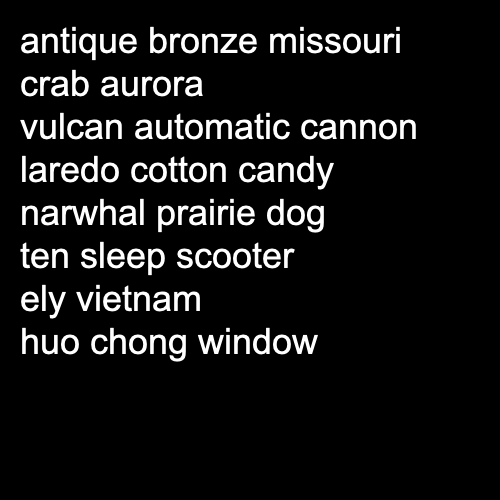 antique bronze missouri
crab aurora
vulcan automatic cannon
laredo cotton candy
narwhal prairie dog
ten sleep scooter
ely vietnam
huo chong window